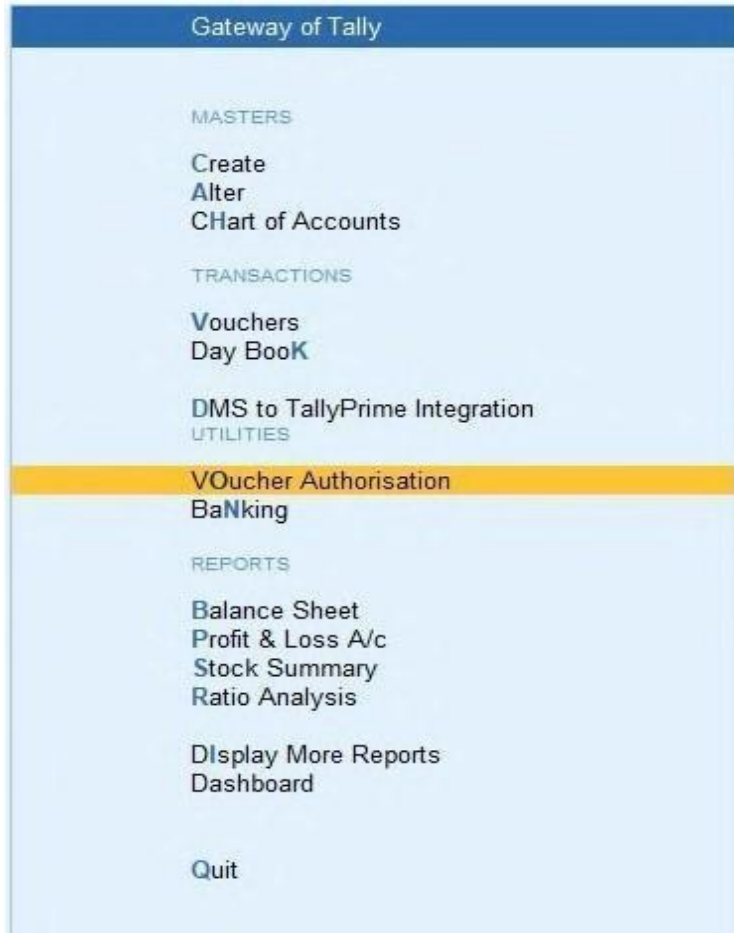 Gateway of Tally
MASTERS
Create
Alter
CHart of Accounts
TRANSACTIONS
Vouchers
Day BooK
DMS to TallyPrime Integration
UTILITIES
VOucher Authorisation
BaNking
REPORTS
Balance Sheet
Profit & Loss A/c
Stock Summary
Ratio Analysis
DIsplay More Reports
Dashboard
Quit